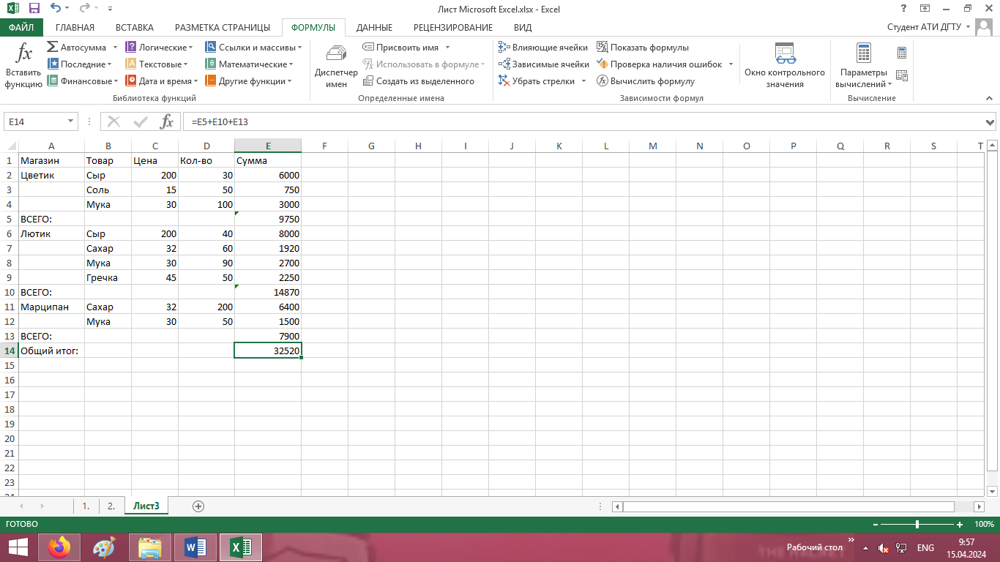 Лист Microsoft Excel.xlsx - Excel
ФАЙЛ ГЛАВНАЯ ВСТАВКА РАЗМЕТКА СТРАНИЦЫ ФОРМУЛЫ ДАННЫЕ РЕЦЕНЗИРОВАНИЕ ВИД Студент АТИ ДГТУ
Вставить функцию
Автосумма
Последние
Финансовые
Логические
Текстовые
Дата и время
Ссылки и массивы
Математические
Другие функции
Библиотека функций
Диспетчер имен
Присвоить имя
Использовать в формуле
Создать из выделенного
Определенные имена
Влияющие ячейки
Зависимые ячейки
Убрать стрелки
Показать формулы
Проверка наличия ошибок
Вычислить формулу
Зависимости формул
Окно контрольного значения
Параметры вычислений
Вычисление
E14 fx =E5+E10+E13
A B C D E F G H I J K L M N O P Q R S T
1 Магазин Товар Цена Кол-во Сумма
2 Цветик Сыр 200 30 6000
3 Соль 15 50 750
4 Мука 30 100 3000
5 ВСЕГО: 9750
6 Лютик Сыр 200 40 8000
7 Сахар 32 60 1920
8 Мука 30 90 2700
9 Гречка 45 50 2250
10 ВСЕГО: 14870
11 Марципан Сахар 32 200 6400
12 Мука 30 50 1500
13 ВСЕГО: 7900
14 Общий итог: 32520
15
16
17
18
19
20
21
22
23
1. 2. Лист3
ГОТОВО 100%
Рабочий стол ENG 9:57
15.04.2024